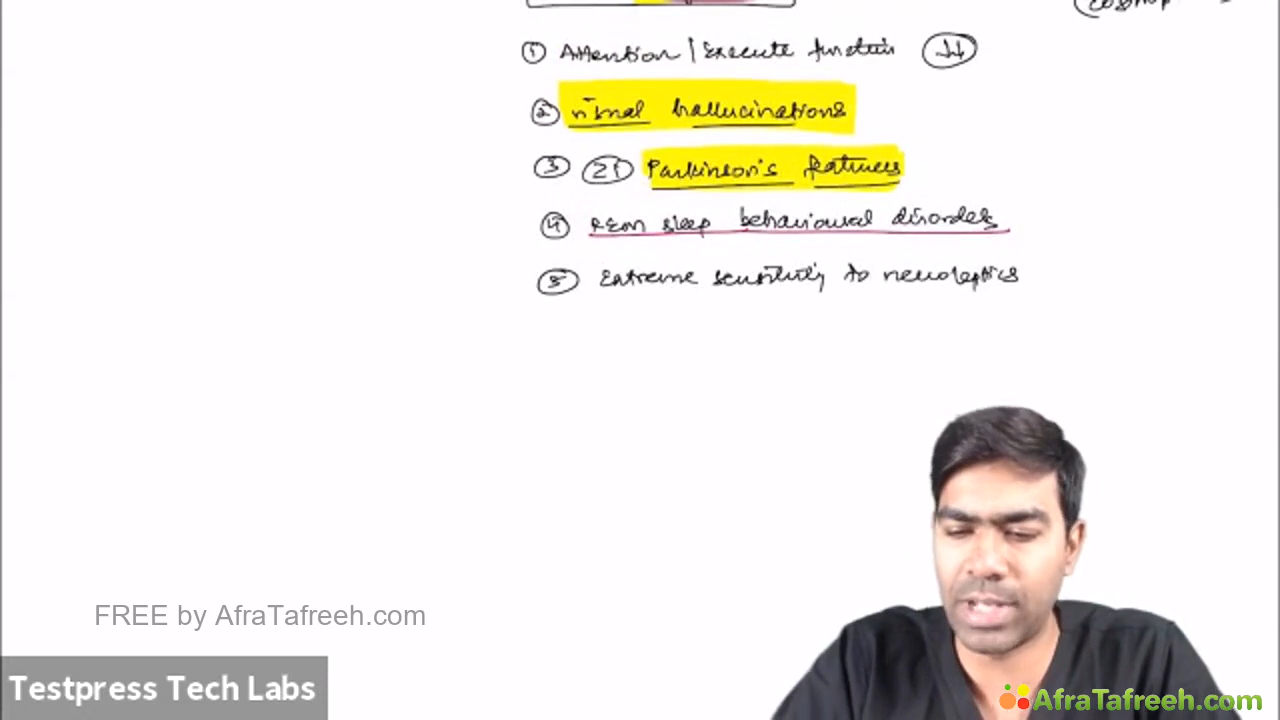 ① Attention / Execute function ↓↓
② visual hallucinations
③ 21 Parkinson's features
④ REM sleep behavioural disorders
⑤ Extreme sensitivity to neuroleptics
FREE by AfraTafreeh.com
Testpress Tech Labs
AfraTafreeh.com